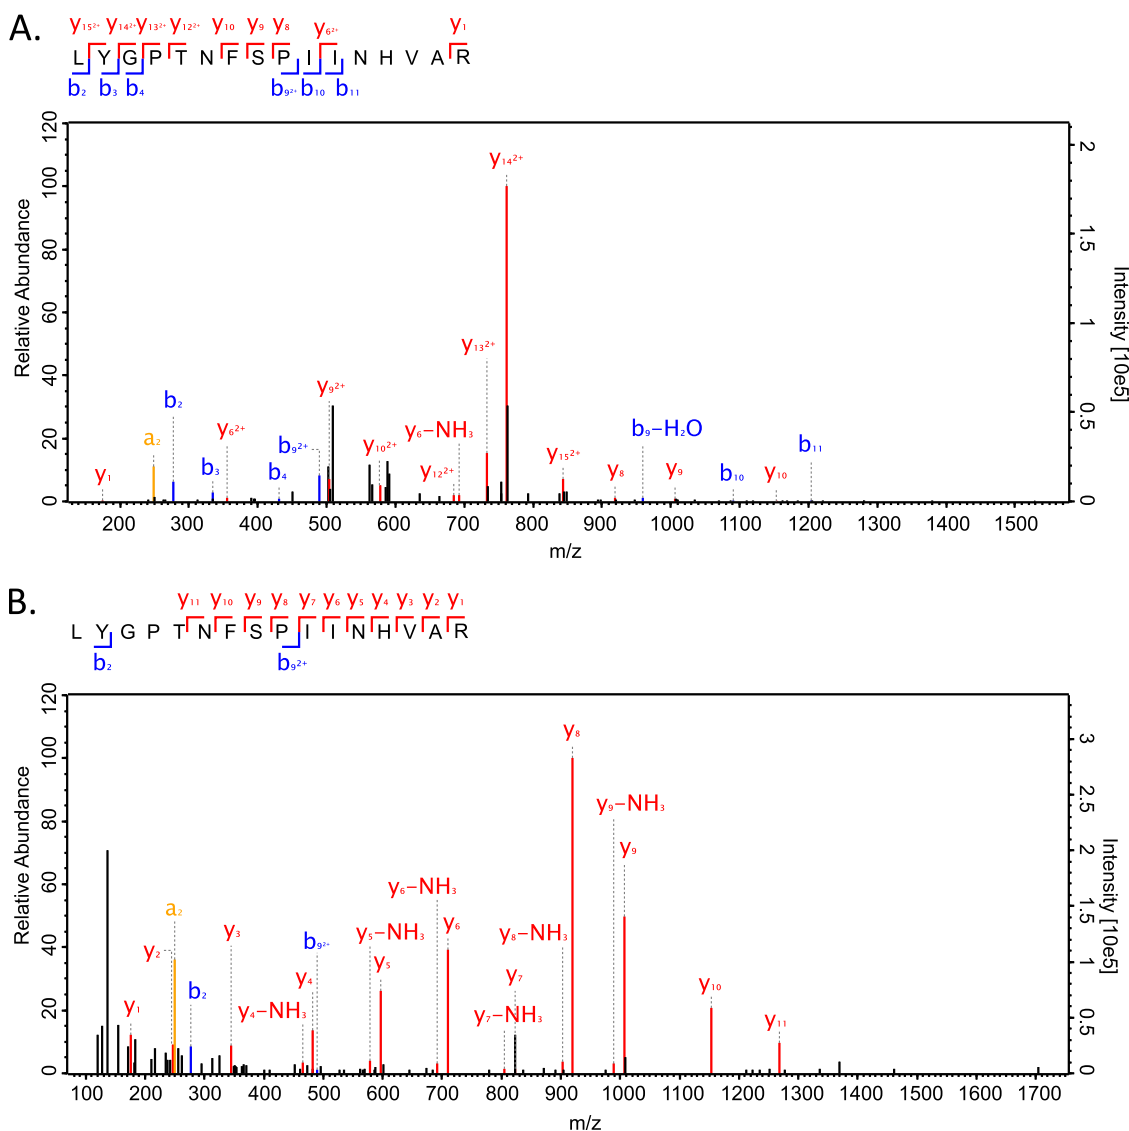 A.
y₁₅²⁺ y₁₄²⁺ y₁₃²⁺ y₁₂²⁺ y₁₀ y₉ y₈ y₆²⁺ y₁
L Y G P T N F S P I I N H V A R
b₂ b₃ b₄ b₉²⁺ b₁₀ b₁₁
120
100
80
60
40
20
0
Relative Abundance
2
1.5
1
0.5
0
Intensity [10e5]
y₁₄²⁺
y₁₃²⁺
y₉²⁺
b₂
a₂
y₆²⁺
y₆−NH₃
b₉−H₂O
b₉²⁺
y₁₀²⁺
b₁₁
y₁
b₃
b₄
y₁₂²⁺
y₁₅²⁺
y₈
y₉
b₁₀
y₁₀
200 300 400 500 600 700 800 900 1000 1100 1200 1300 1400 1500
m/z
B.
y₁₁ y₁₀ y₉ y₈ y₇ y₆ y₅ y₄ y₃ y₂ y₁
L Y G P T N F S P I I N H V A R
b₂ b₉²⁺
120
100
80
60
40
20
0
Relative Abundance
3
2.5
2
1.5
1
0.5
0
Intensity [10e5]
y₈
y₉−NH₃
y₉
y₆−NH₃
a₂
y₃
y₂
b₉²⁺
y₅−NH₃
y₆
y₈−NH₃
y₅
y₄
y₇
b₂
y₁
y₄−NH₃
y₇−NH₃
y₁₀
y₁₁
100 200 300 400 500 600 700 800 900 1000 1100 1200 1300 1400 1500 1600 1700
m/z